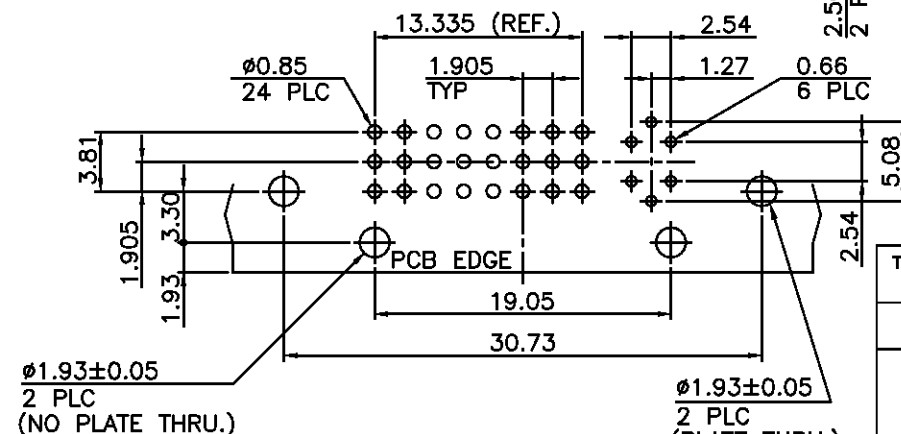 13.335 (REF.)
2.54
ø0.85
24 PLC
1.905
TYP
1.27
0.66
6 PLC
3.81
1.905
3.30
1.93
5.08
2.54
PCB EDGE
19.05
30.73
ø1.93±0.05
2 PLC
(NO PLATE THRU.)
ø1.93±0.05
2 PLC